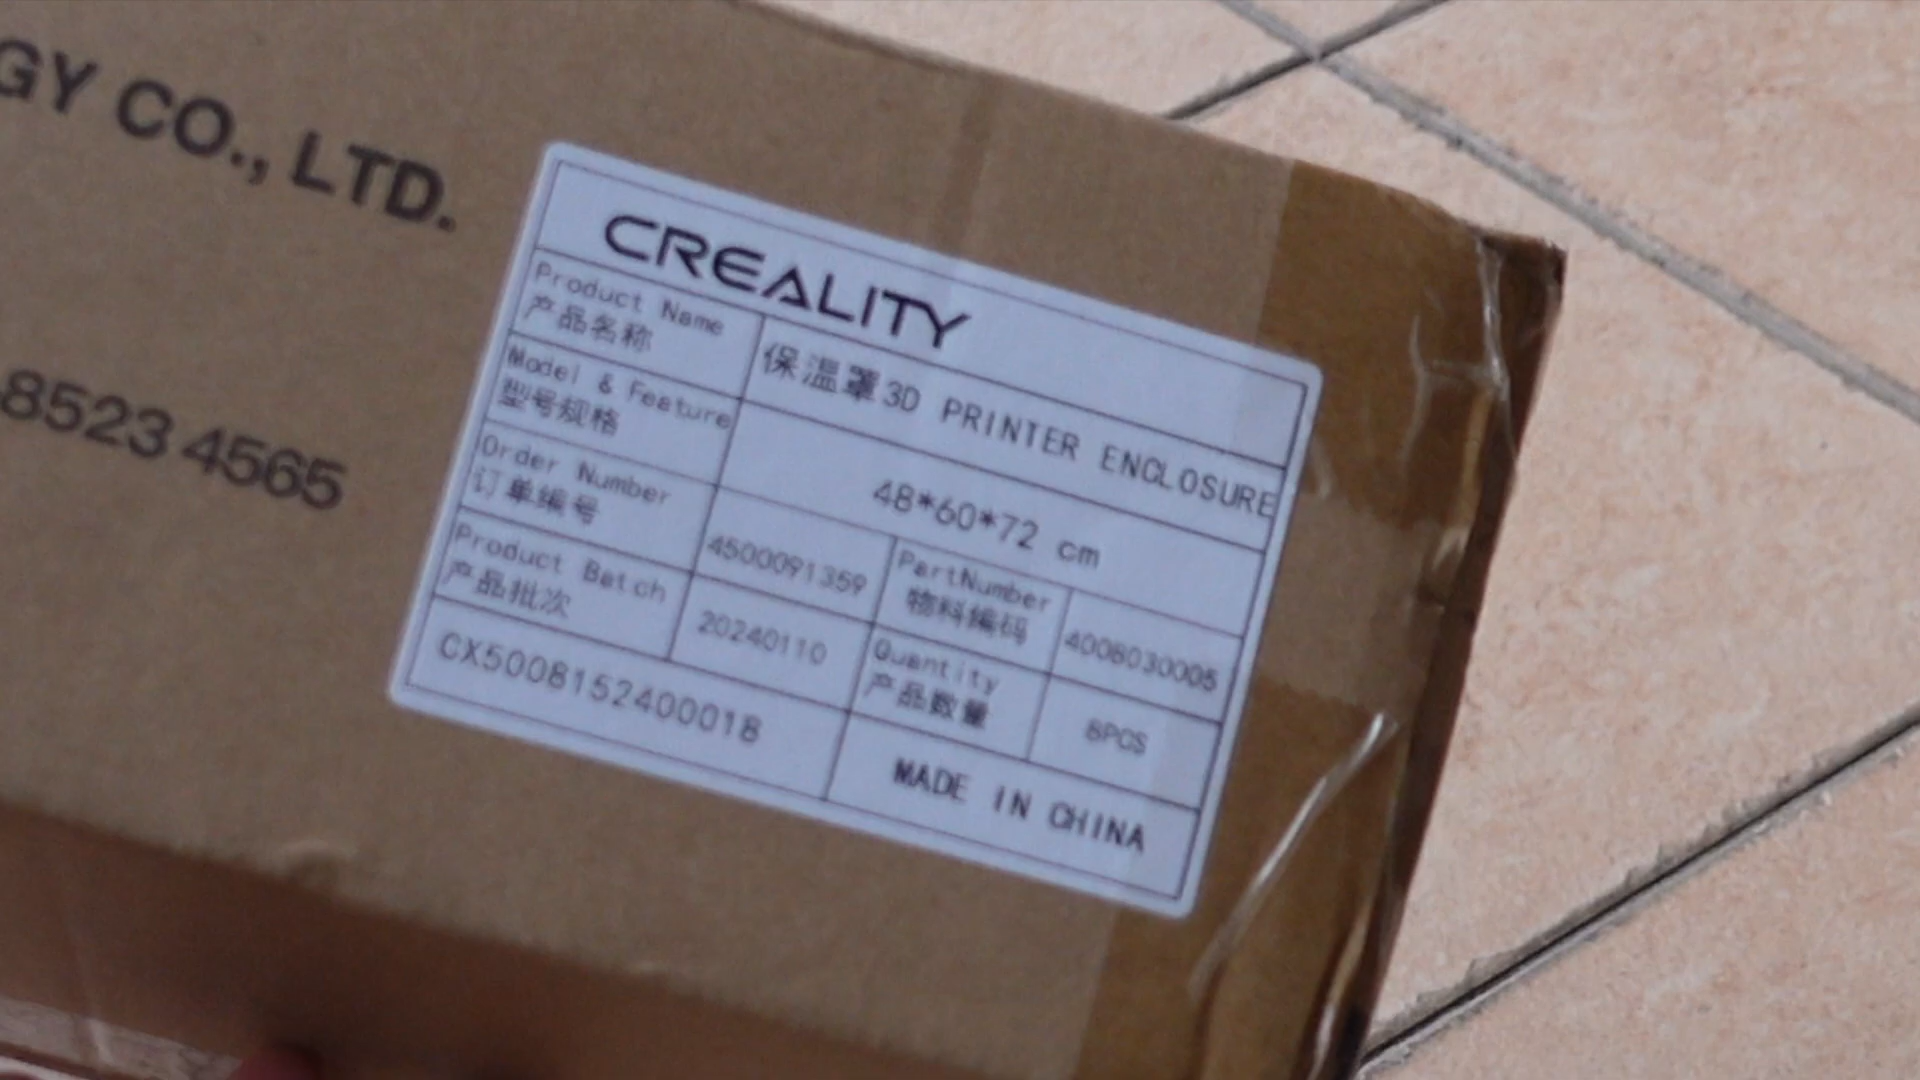 GY CO., LTD.
8523 4565
CREALITY
Product Name
产品名称
保温罩3D PRINTER ENCLOSURE
Model & Feature
型号规格
48*60*72 cm
Order Number
订单编号
4500091359
PartNumber
物料编码
4008030005
Product Batch
产品批次
20240110
Quantity
产品数量
8PCS
CX5008152400018
MADE IN CHINA